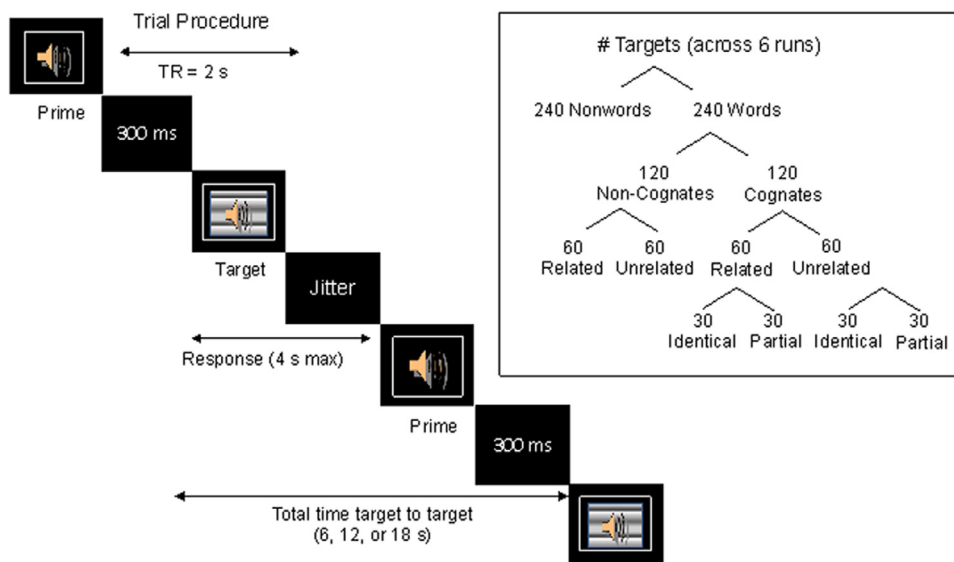 Trial Procedure
TR = 2 s
Prime
300 ms
Target
Jitter
Response (4 s max)
Prime
300 ms
Total time target to target
(6, 12, or 18 s)
# Targets (across 6 runs)
240 Nonwords 240 Words
120 120
Non-Cognates Cognates
60 60 60 60
Related Unrelated Related Unrelated
30 30 30 30
Identical Partial Identical Partial